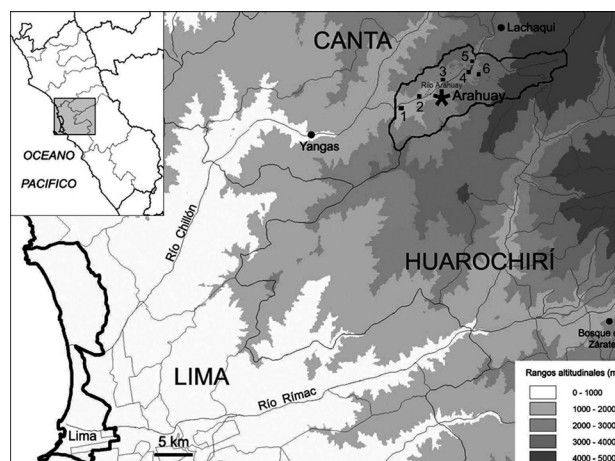 CANTA
Lachaqui
5
3
4
6
Río Arahuay
Arahuay
1
2
Yangas
OCEANO
PACIFICO
Río Chillón
HUAROCHIRÍ
Bosque
Zárate
LIMA
Río Rímac
Rangos altitudinales (m
0 - 1000
1000 - 2000
2000 - 3000
3000 - 4000
4000 - 5000
Lima
5 km